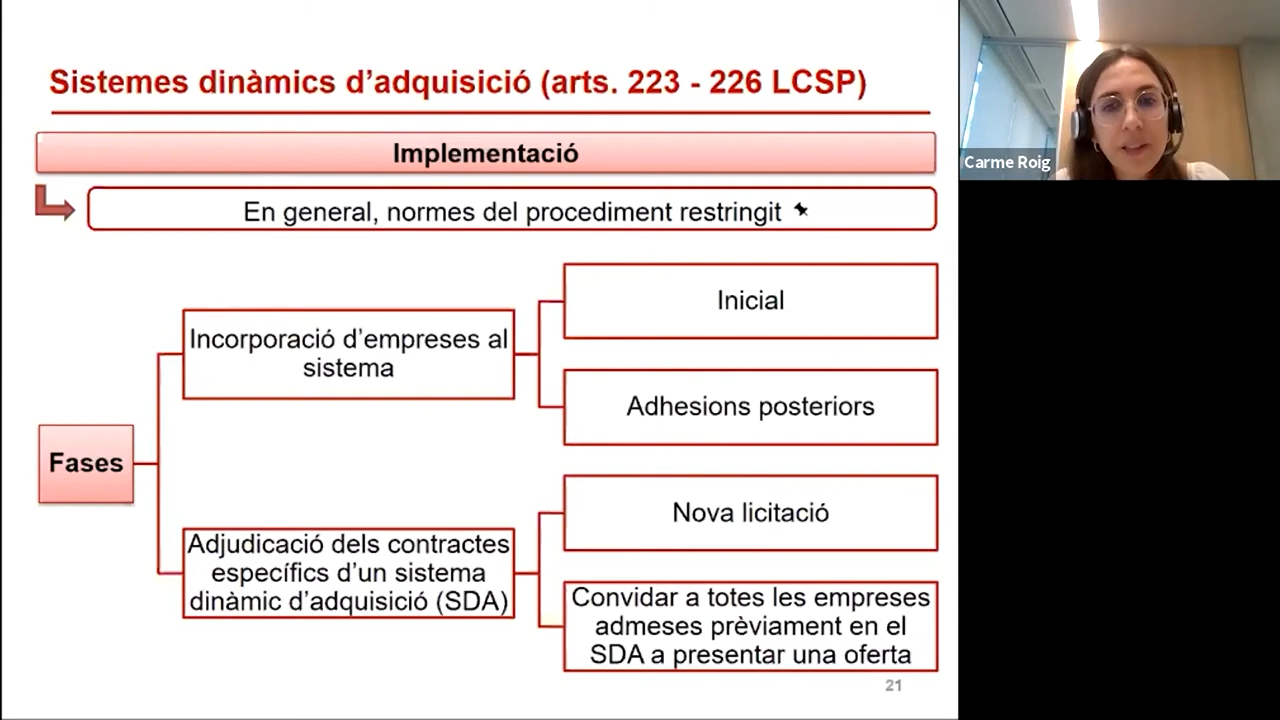 Sistemes dinàmics d’adquisició (arts. 223 - 226 LCSP)
Implementació
En general, normes del procediment restringit
Fases
Incorporació d’empreses al
sistema
Inicial
Adhesions posteriors
Adjudicació dels contractes
específics d’un sistema
dinàmic d’adquisició (SDA)
Nova licitació
Convidar a totes les empreses
admeses prèviament en el
SDA a presentar una oferta
21
Carme Roig